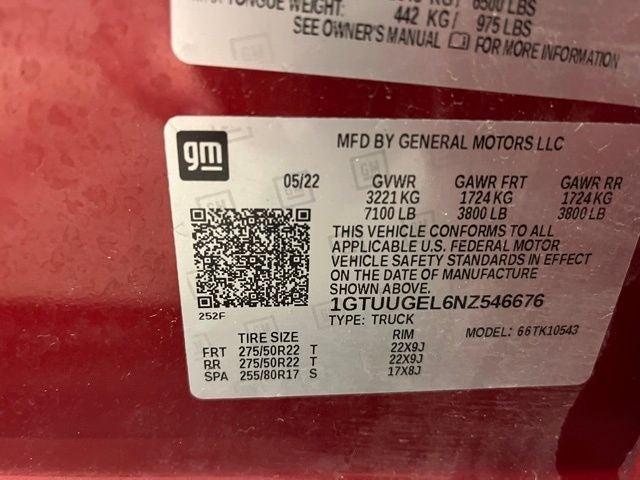 TONGUE WEIGHT: 442 KG/ 975 LBS
6500 LBS
SEE OWNER'S MANUAL FOR MORE INFORMATION
gm
MFD BY GENERAL MOTORS LLC
05/22 GVWR GAWR FRT GAWR RR
3221 KG 1724 KG 1724 KG
7100 LB 3800 LB 3800 LB
THIS VEHICLE CONFORMS TO ALL
APPLICABLE U.S. FEDERAL MOTOR
VEHICLE SAFETY STANDARDS IN EFFECT
ON THE DATE OF MANUFACTURE
SHOWN ABOVE.
252F
1GTUUGEL6NZ546676
TYPE: TRUCK MODEL: 66TK10543
TIRE SIZE RIM
FRT 275/50R22 T 22X9J
RR 275/50R22 T 22X9J
SPA 255/80R17 S 17X8J